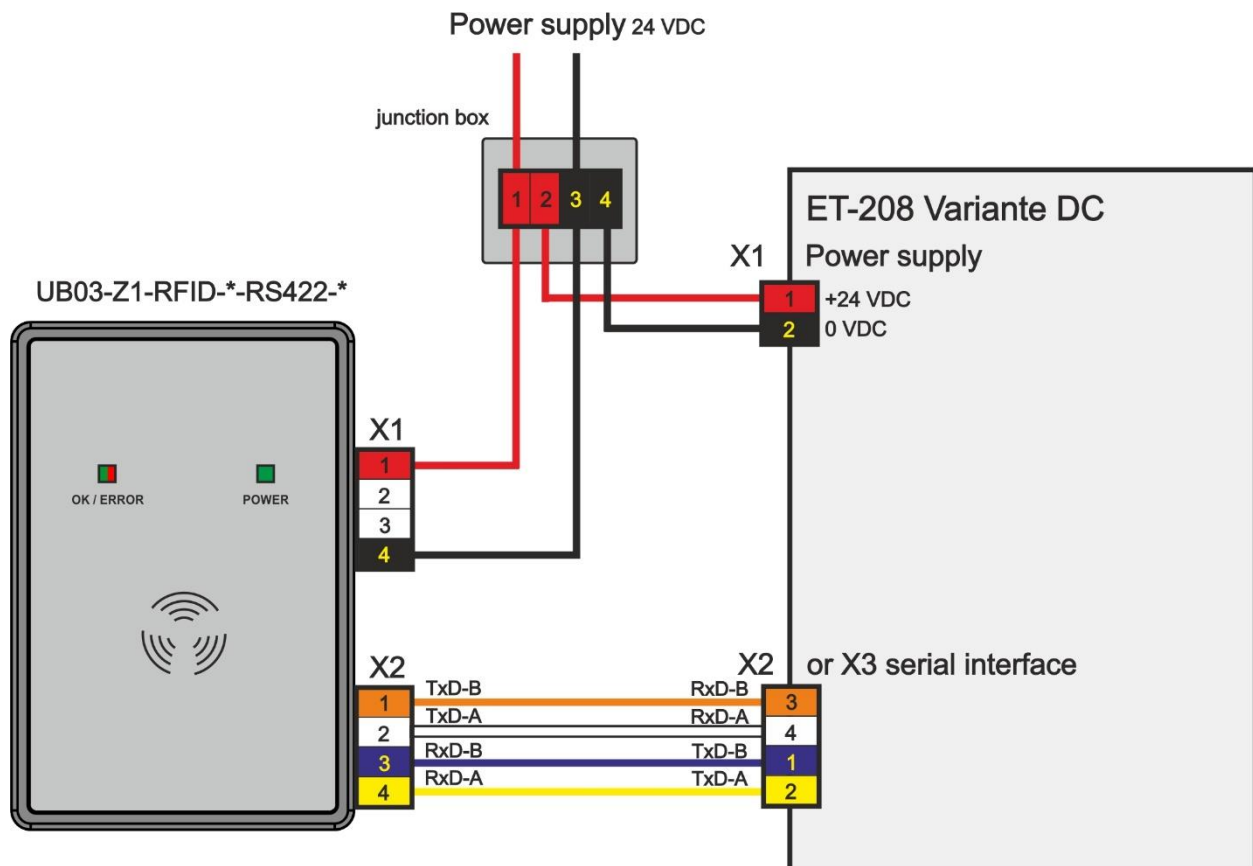 Power supply 24 VDC
junction box
1 2 3 4
ET-208 Variante DC
X1 Power supply
1 +24 VDC
2 0 VDC
UB03-Z1-RFID-*-RS422-*
OK / ERROR
POWER
X1
1
2
3
4
X2
X2 or X3 serial interface
1 TxD-B RxD-B 3
2 TxD-A RxD-A 4
3 RxD-B TxD-B 1
4 RxD-A TxD-A 2